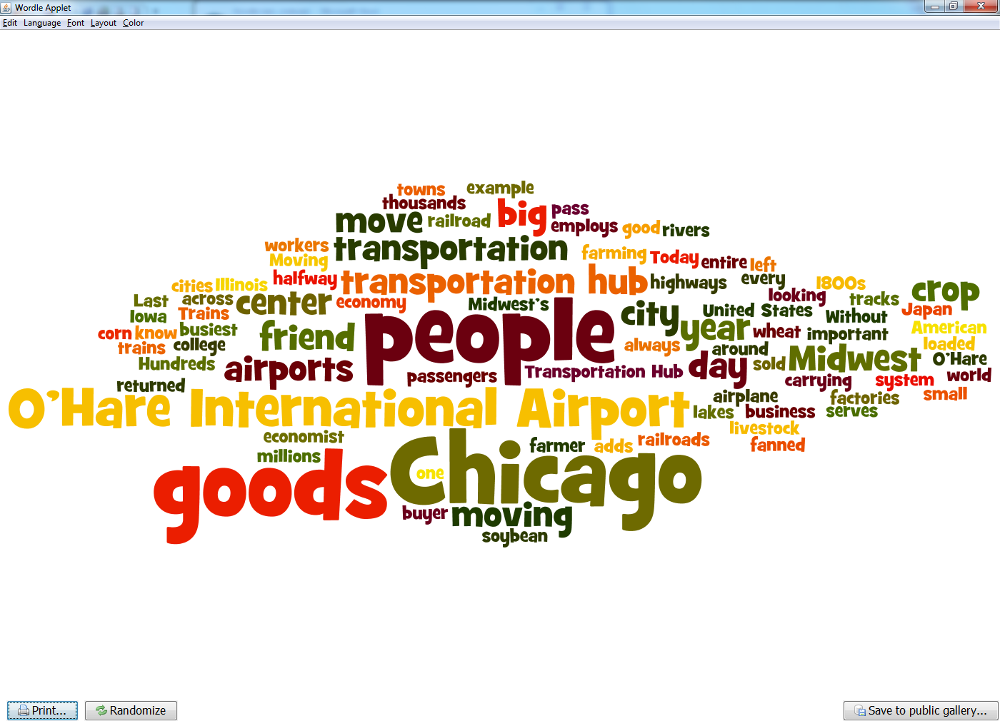 Wordle Applet
Edit Language Font Layout Color
towns example
thousands big pass
move railroad employs good rivers
workers transportation farming Today entire left
Moving
halfway transportation hub highways every 1800s
cities Illinois looking tracks crop
Last across center economy Midwest's city United States Without Japan
Iowa Trains people year wheat important American
corn know busiest friend always around loaded
trains college sold Midwest O'Hare
Hundreds airports passengers Transportation Hub day carrying system world
returned
O'Hare International Airport airplane factories small
lakes business serves
economist livestock
millions goods Chicago farmer adds railroads fanned
one
buyer moving
soybean
Print... Randomize Save to public gallery...